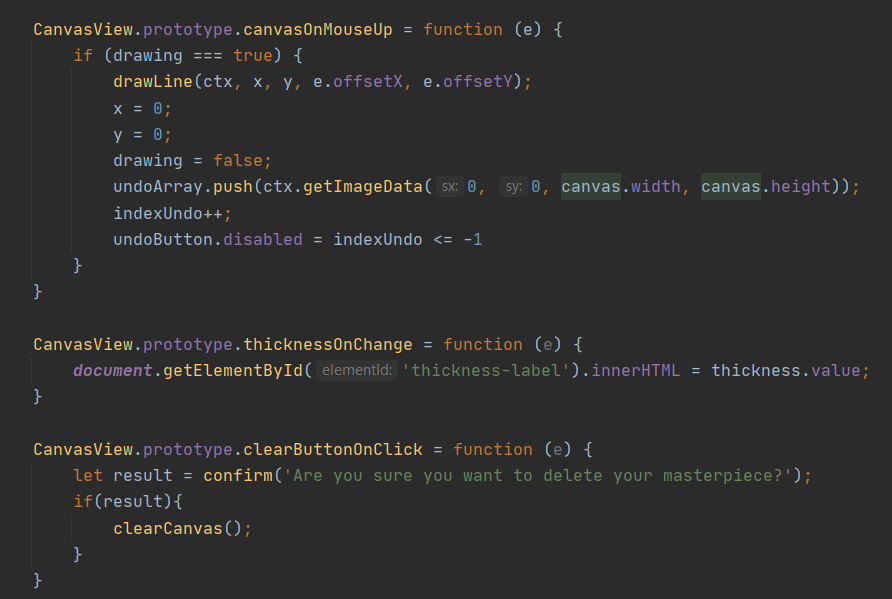 CanvasView.prototype.canvasOnMouseUp = function (e) {
    if (drawing === true) {
        drawLine(ctx, x, y, e.offsetX, e.offsetY);
        x = 0;
        y = 0;
        drawing = false;
        undoArray.push(ctx.getImageData( sx: 0, sy: 0, canvas.width, canvas.height));
        indexUndo++;
        undoButton.disabled = indexUndo <= -1
    }
}

CanvasView.prototype.thicknessOnChange = function (e) {
    document.getElementById( elementId: 'thickness-label').innerHTML = thickness.value;
}

CanvasView.prototype.clearButtonOnClick = function (e) {
    let result = confirm('Are you sure you want to delete your masterpiece?');
    if(result){
        clearCanvas();
    }
}